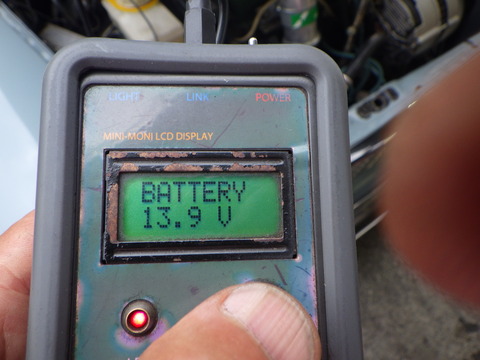 LIGHT LINK POWER
MINI-MONI LCD DISPLAY
BATTERY
13.9 V